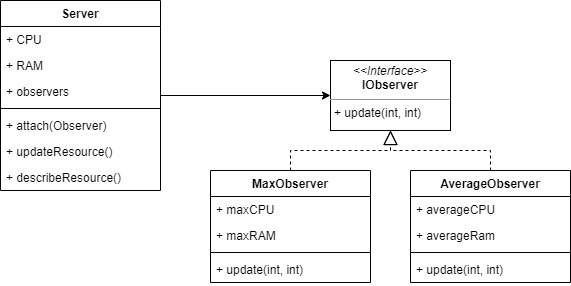 Server
+ CPU
+ RAM
+ observers
+ attach(Observer)
+ updateResource()
+ describeResource()
<<Interface>>
IObserver
+ update(int, int)
MaxObserver
+ maxCPU
+ maxRAM
+ update(int, int)
AverageObserver
+ averageCPU
+ averageRam
+ update(int, int)